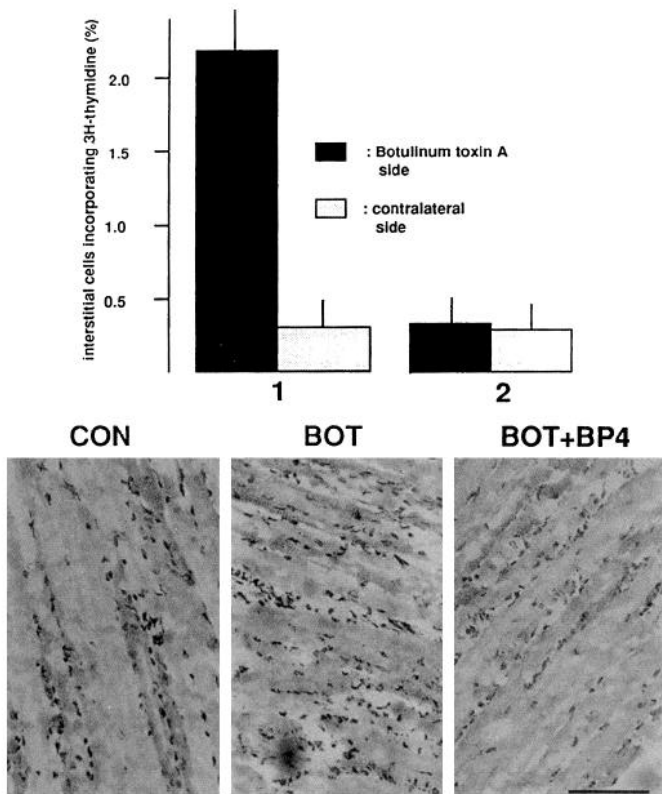 interstitial cells incorporating 3H-thymidine (%)
2.0
1.5
1.0
0.5
: Botulinum toxin A
side
: contralateral
side
1
2
CON
BOT
BOT+BP4